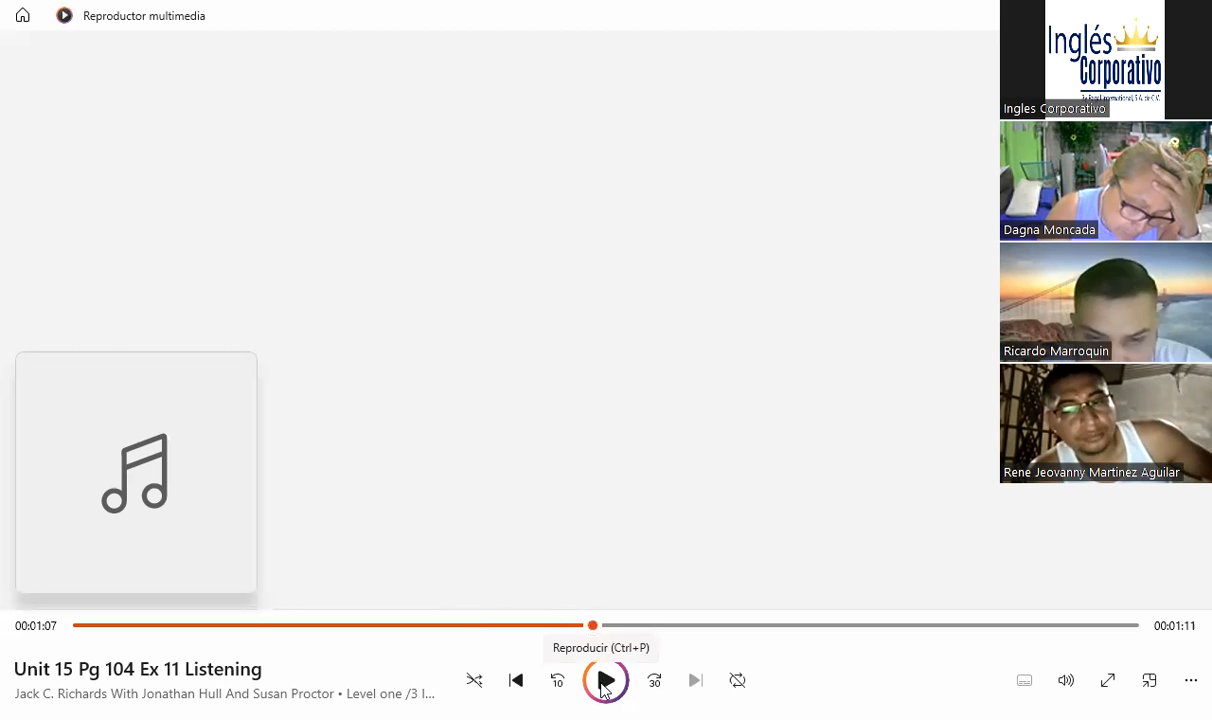 Reproductor multimedia
Inglés
Corporativo
Ingles Corporativo
Dagna Moncada
Ricardo Marroquin
Rene Jeovanny Martinez Aguilar
00:01:07
00:01:11
Reproducir (Ctrl+P)
10
30
Unit 15 Pg 104 Ex 11 Listening
Jack C. Richards With Jonathan Hull And Susan Proctor • Level one /3 I...